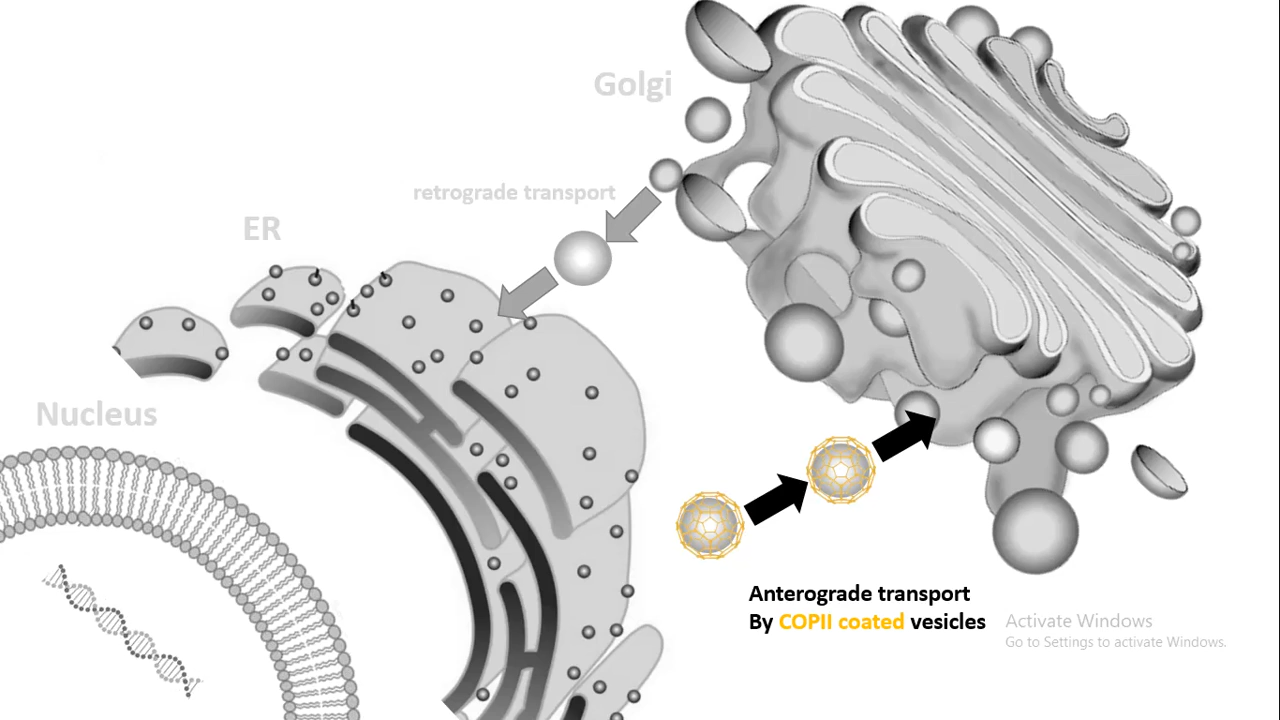 Golgi
retrograde transport
ER
Nucleus
Anterograde transport
By COPII coated vesicles
Activate Windows
Go to Settings to activate Windows.